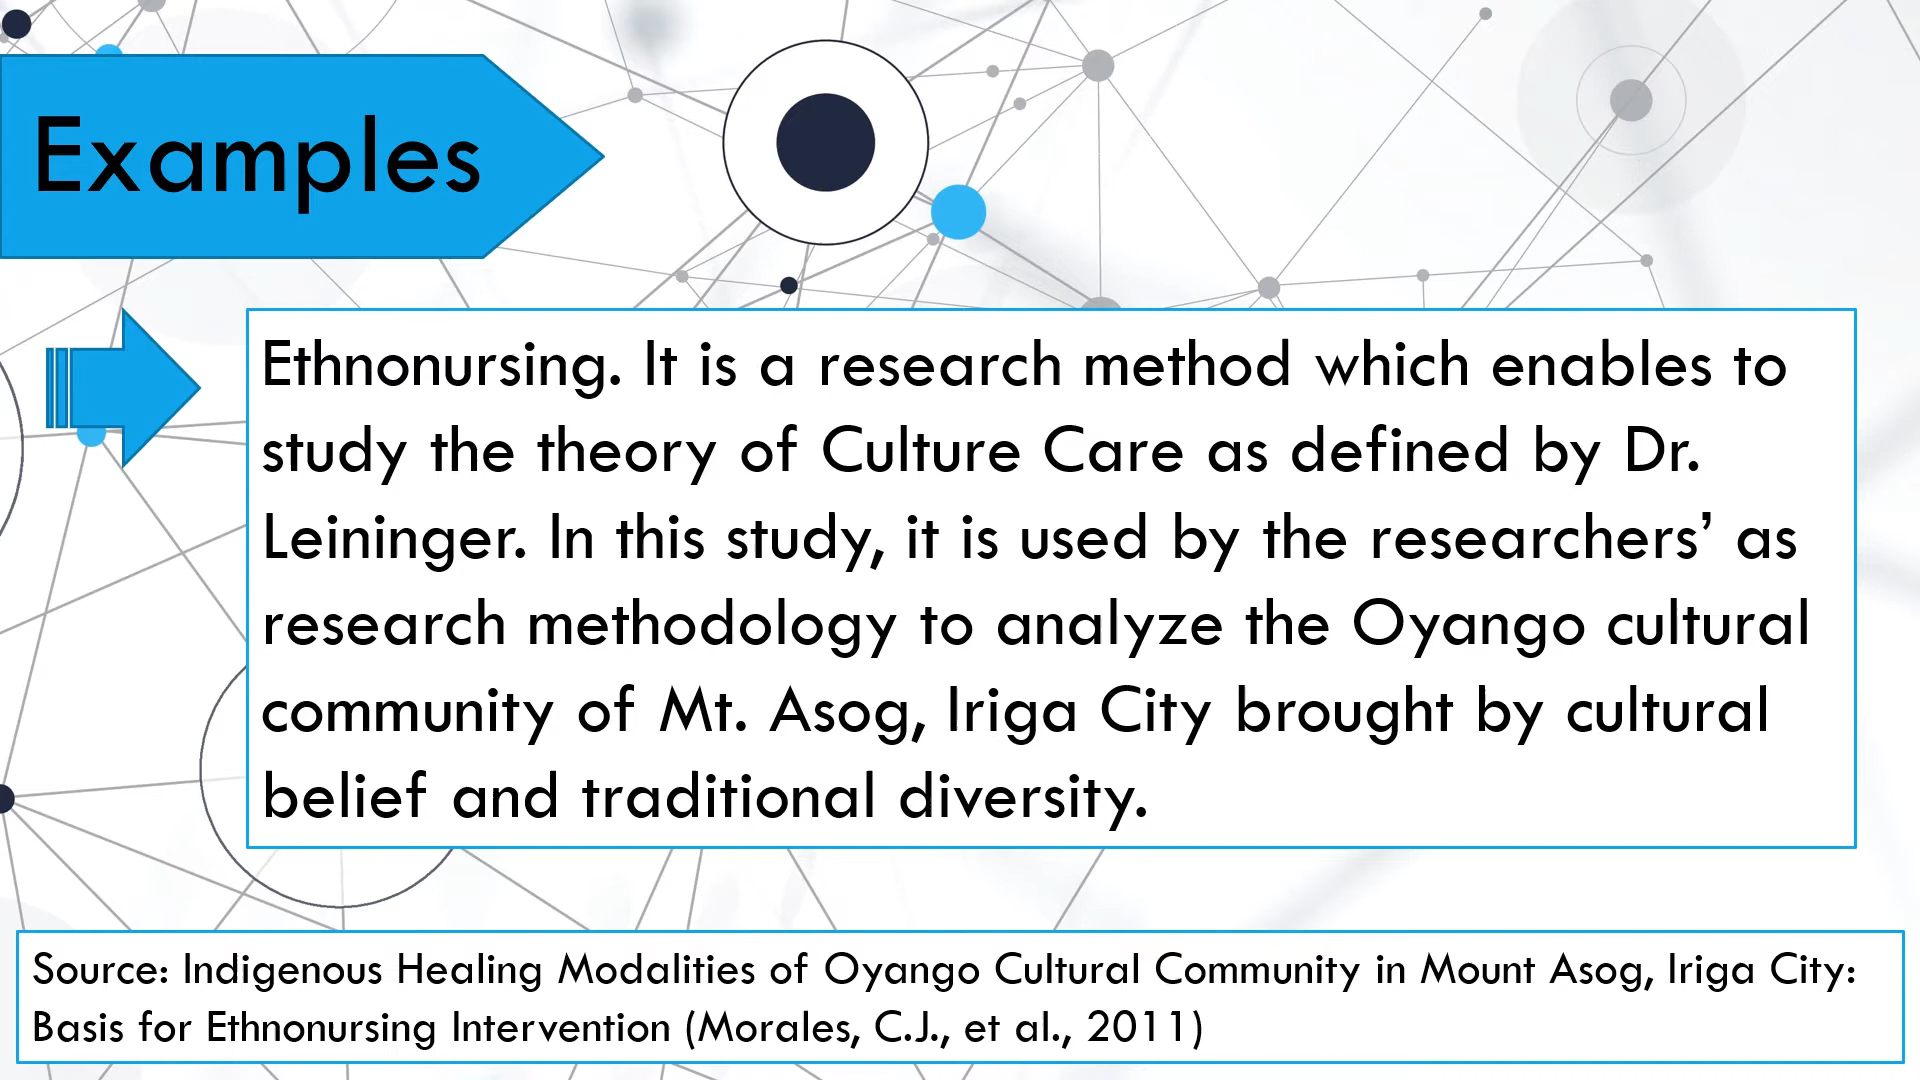 Examples
Ethnonursing. It is a research method which enables to
study the theory of Culture Care as defined by Dr.
Leininger. In this study, it is used by the researchers’ as
research methodology to analyze the Oyango cultural
community of Mt. Asog, Iriga City brought by cultural
belief and traditional diversity.
Source: Indigenous Healing Modalities of Oyango Cultural Community in Mount Asog, Iriga City:
Basis for Ethnonursing Intervention (Morales, C.J., et al., 2011)